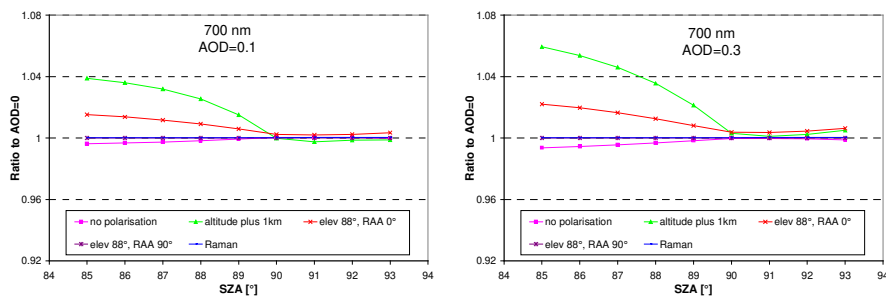 700 nm
AOD=0.1
Ratio to AOD=0
1.08
1.04
1
0.96
0.92
no polarisation
altitude plus 1km
elev 88°, RAA 0°
elev 88°, RAA 90°
Raman
84 85 86 87 88 89 90 91 92 93 94
SZA [°]
700 nm
AOD=0.3
Ratio to AOD=0
1.08
1.04
1
0.96
0.92
no polarisation
altitude plus 1km
elev 88°, RAA 0°
elev 88°, RAA 90°
Raman
84 85 86 87 88 89 90 91 92 93 94
SZA [°]